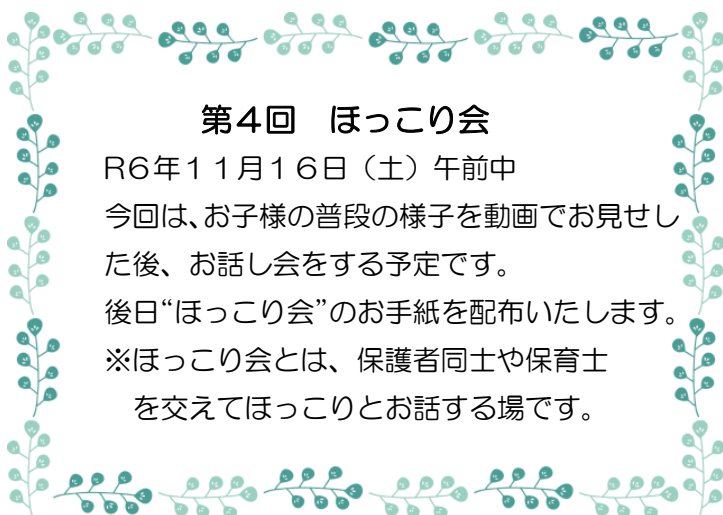 第４回　ほっこり会
R６年１１月１６日（土）午前中
今回は、お子様の普段の様子を動画でお見せし
た後、お話し会をする予定です。
後日“ほっこり会”のお手紙を配布いたします。
※ほっこり会とは、保護者同士や保育士
を交えてほっこりとお話する場です。